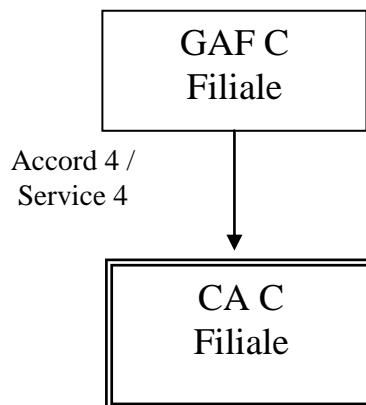 GAF C
Filiale
Accord 4 /
Service 4
CA C
Filiale